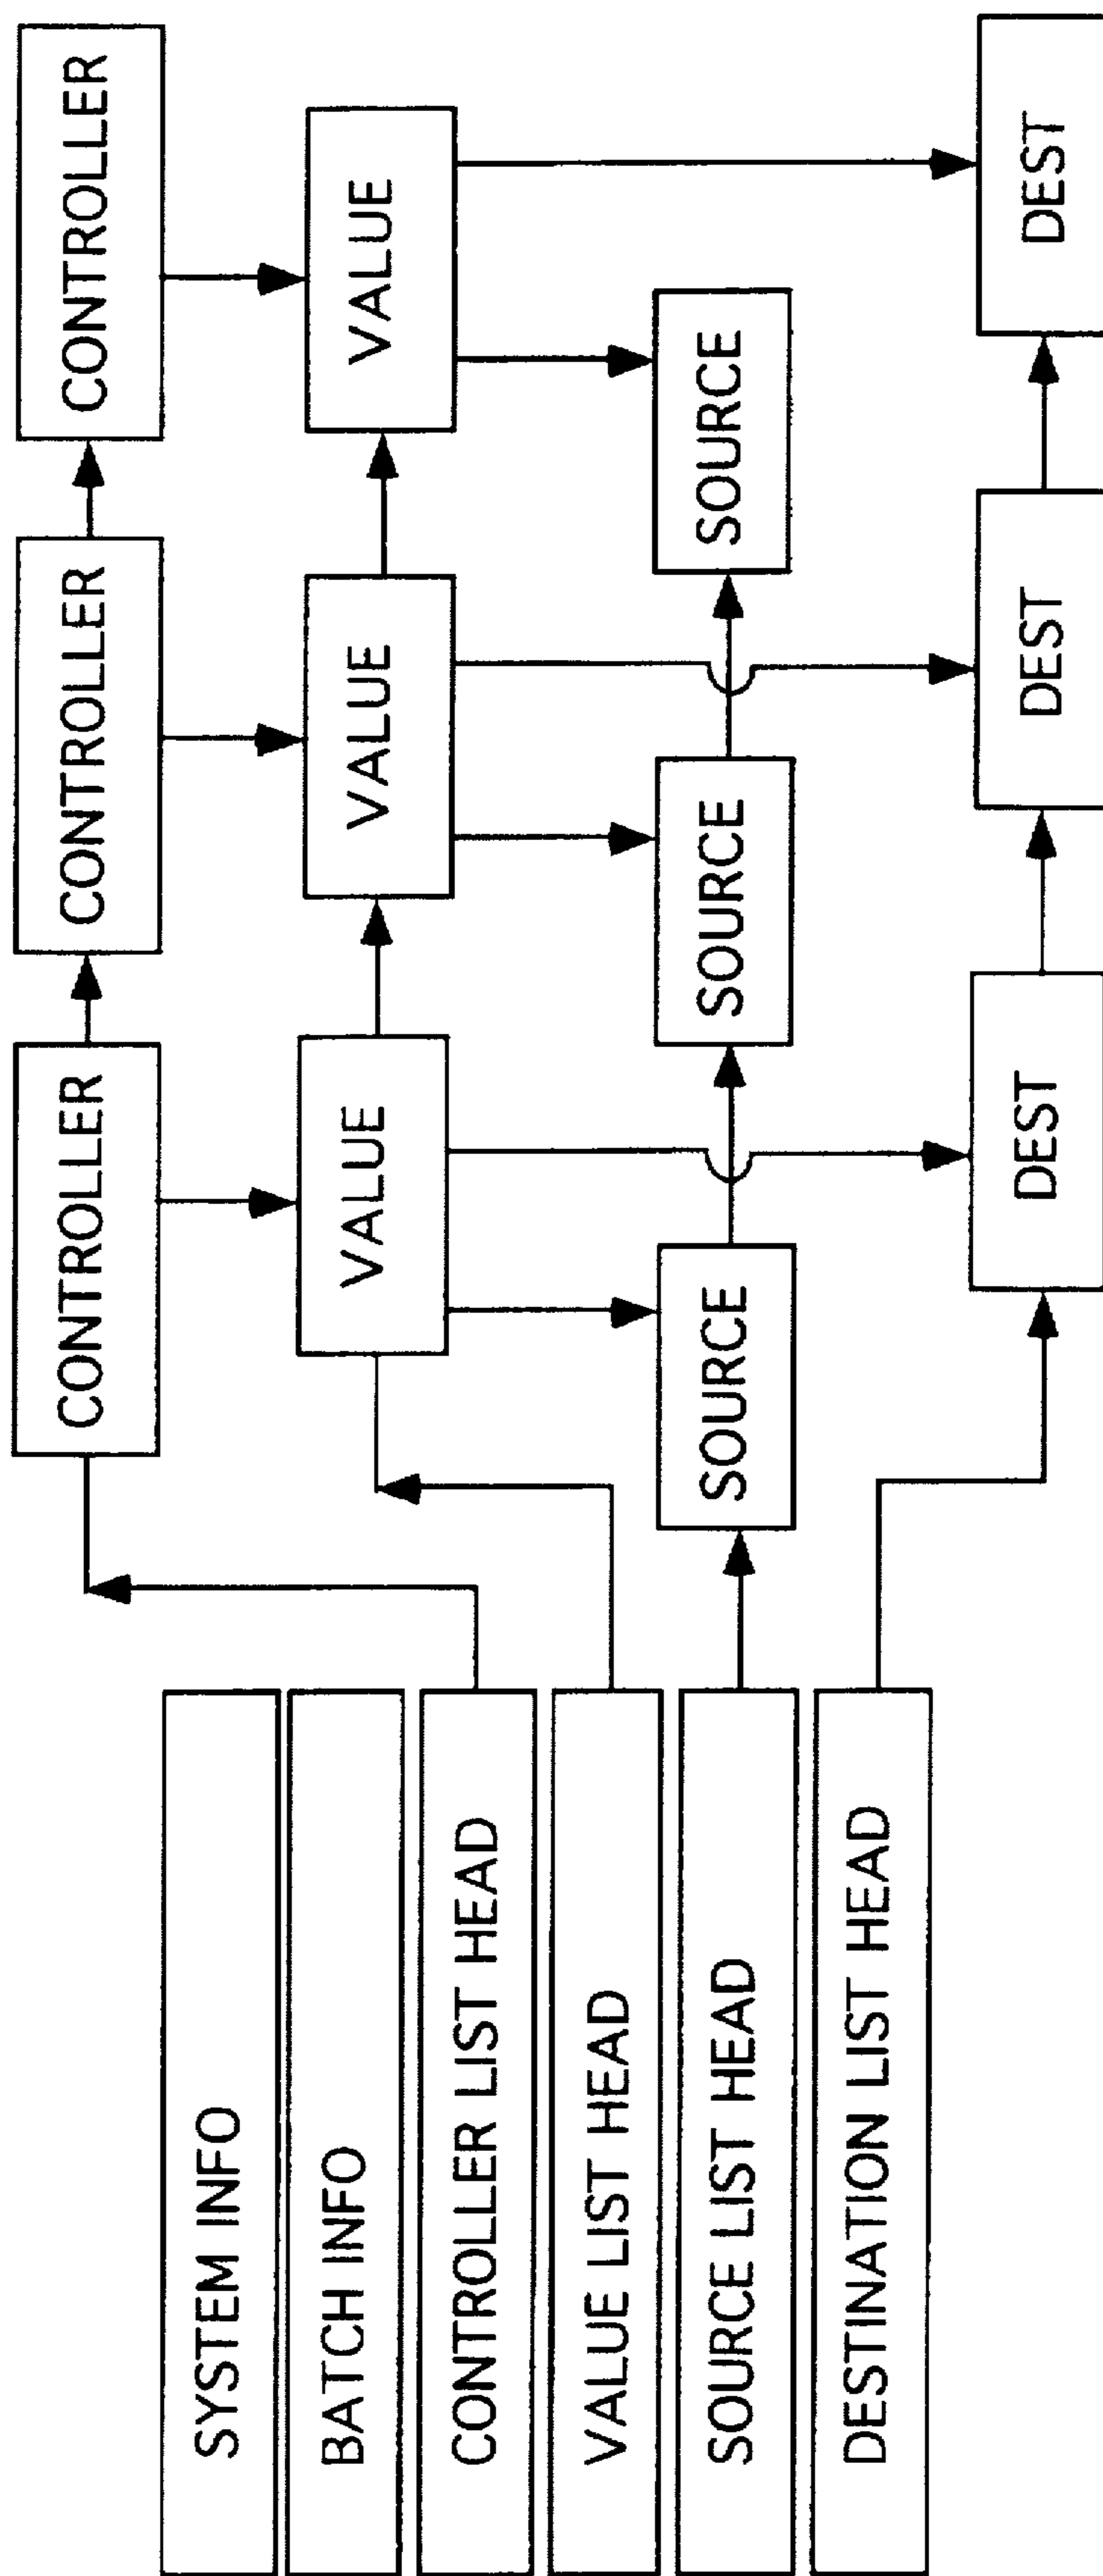 SYSTEM INFO
BATCH INFO
CONTROLLER LIST HEAD
VALUE LIST HEAD
SOURCE LIST HEAD
DESTINATION LIST HEAD
CONTROLLER
CONTROLLER
CONTROLLER
VALUE
VALUE
VALUE
SOURCE
SOURCE
SOURCE
DEST
DEST
DEST